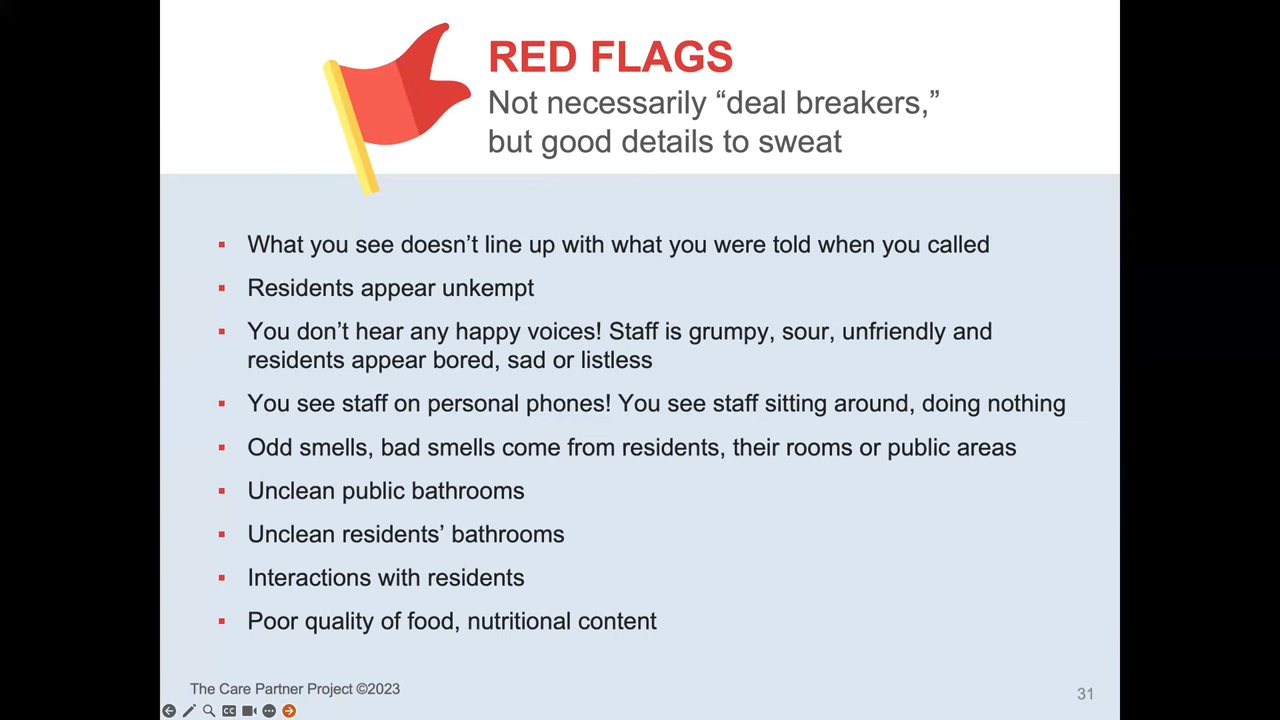 RED FLAGS
Not necessarily “deal breakers,”
but good details to sweat
▪ What you see doesn’t line up with what you were told when you called
▪ Residents appear unkempt
▪ You don’t hear any happy voices! Staff is grumpy, sour, unfriendly and
residents appear bored, sad or listless
▪ You see staff on personal phones! You see staff sitting around, doing nothing
▪ Odd smells, bad smells come from residents, their rooms or public areas
▪ Unclean public bathrooms
▪ Unclean residents’ bathrooms
▪ Interactions with residents
▪ Poor quality of food, nutritional content
The Care Partner Project ©2023
31
CC